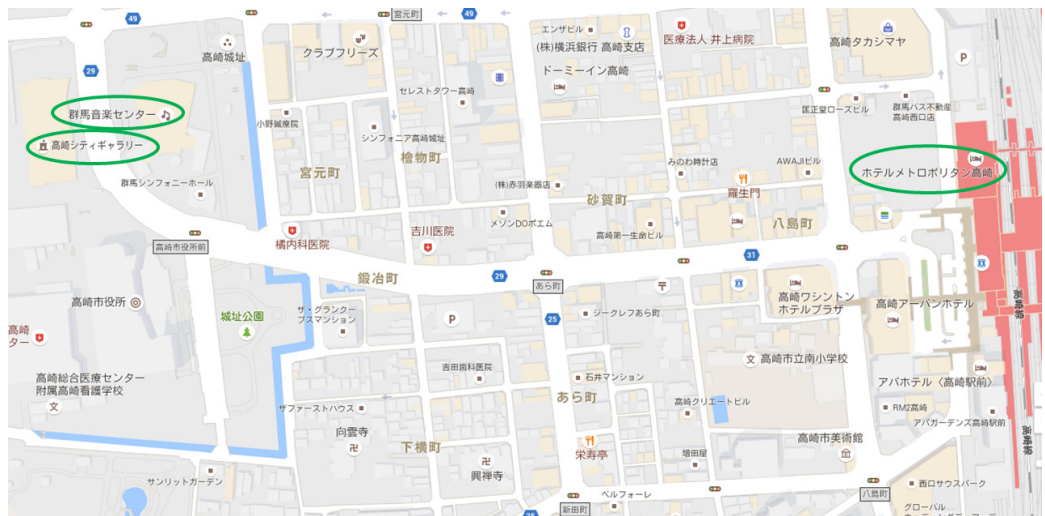 49
宮元町
49
高崎城址
クラブフリーズ
エンザビル
(株)横浜銀行 高崎支店
ドーミーイン高崎
医療法人 井上病院
高崎タカシマヤ
P
29
群馬音楽センター
高崎シティギャラリー
小野鍼療院
セレストタワー高崎
シンフォニア高崎城址
匡正堂ローズビル
群馬バス不動産
高崎西口店
檜物町
宮元町
群馬シンフォニーホール
(株)赤羽楽器店
みのわ時計店
AWAJIビル
ホテルメトロポリタン高崎
砂賀町
羅生門
メゾンDOポエム
高崎第一生命ビル
八島町
高崎市役所前
橘内科医院
吉川医院
鍛冶町
29
あら町
31
高崎線
高崎市役所
城址公園
ザ・グランクー
ブスマンション
P
25
シークレフあら町
高崎ワシントン
ホテルプラザ
高崎アーバンホテル
高崎
ター
高崎総合医療センター
附属高崎看護学校
吉田歯科医院
石井マンション
高崎市立南小学校
アパホテル〈高崎駅前〉
あら町
ザファーストハウス
高崎クリエートビル
RM2高崎
アパガーデンズ高崎駅前
向雲寺
下横町
興禅寺
栄寿亭
増田屋
高崎市美術館
高崎線
サンリットガーデン
ベルフォーレ
八島町
西口サウスパーク
25
新田町
グローバル